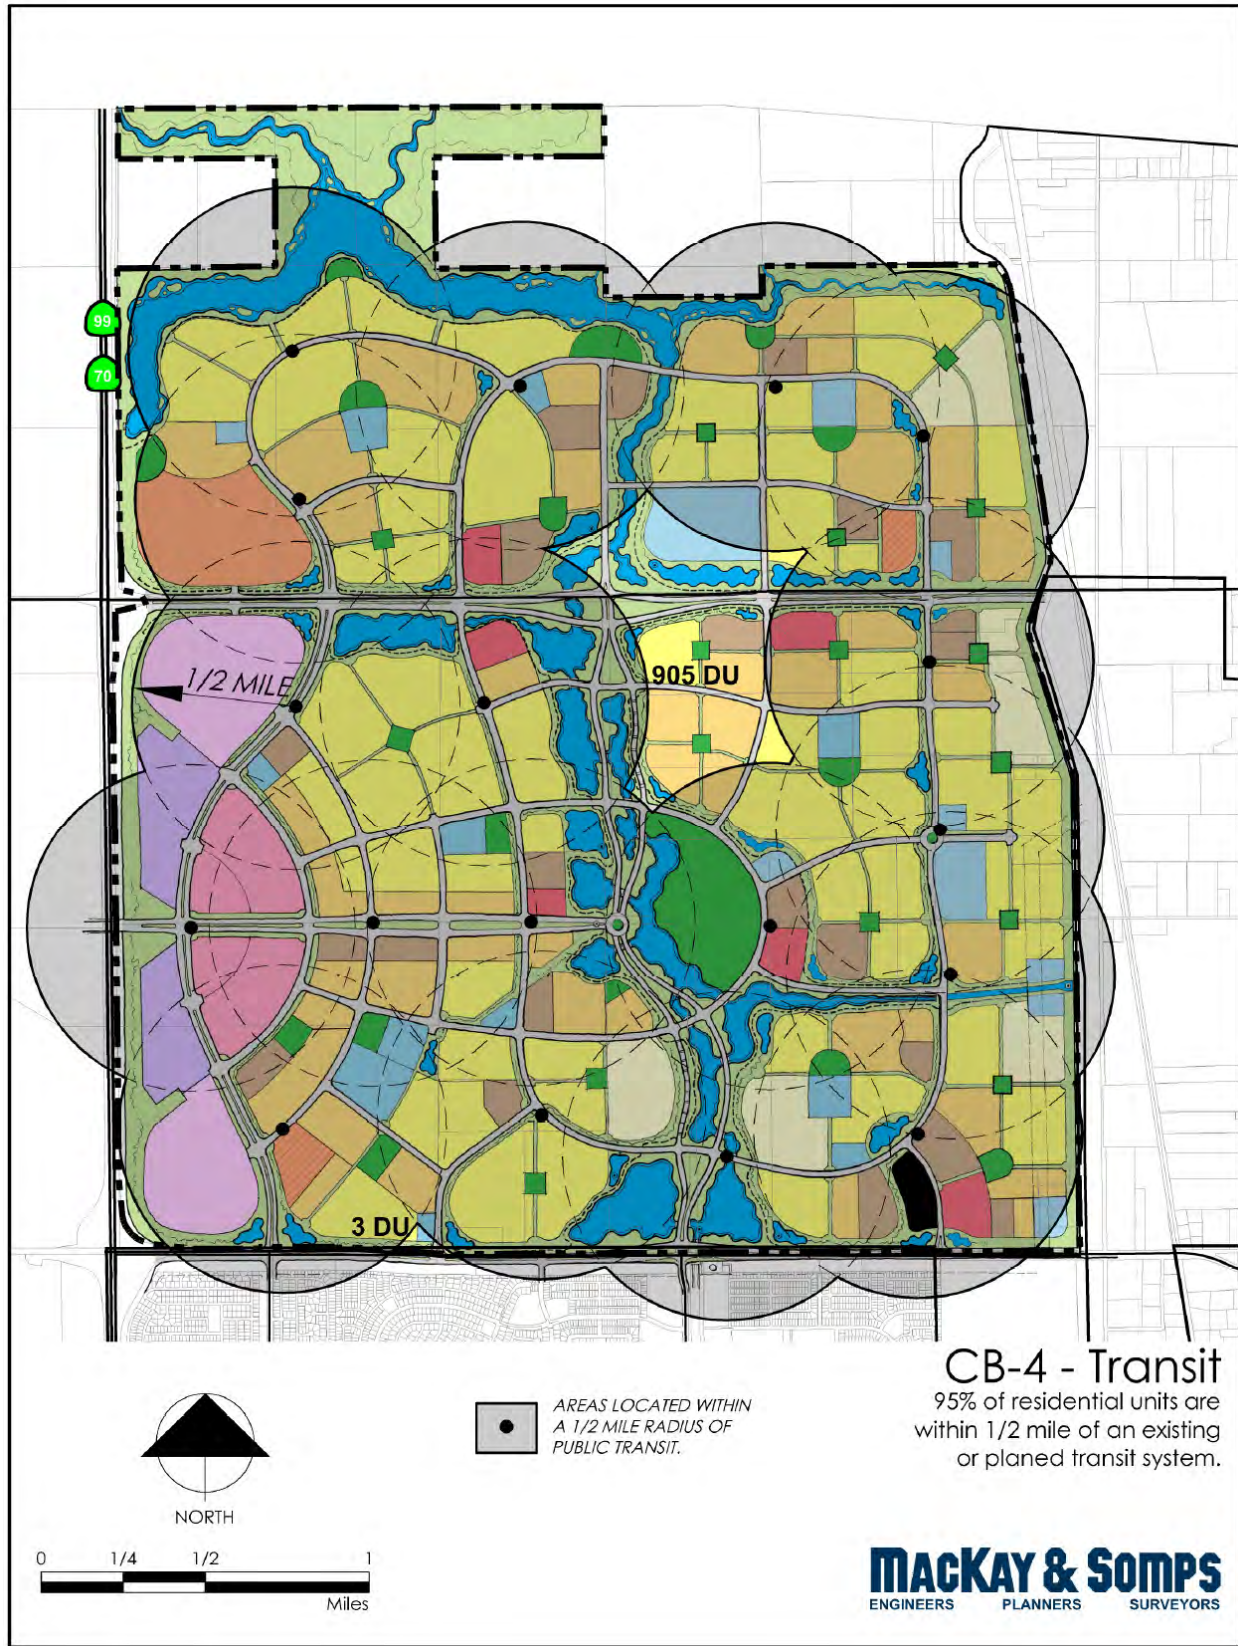 99
70
1/2 MILE
905 DU
3 DU
CB-4 - Transit
95% of residential units are
within 1/2 mile of an existing
or planed transit system.
AREAS LOCATED WITHIN
A 1/2 MILE RADIUS OF
PUBLIC TRANSIT.
NORTH
0 1/4 1/2 1
Miles
MACKAY & SOMPS
ENGINEERS PLANNERS SURVEYORS